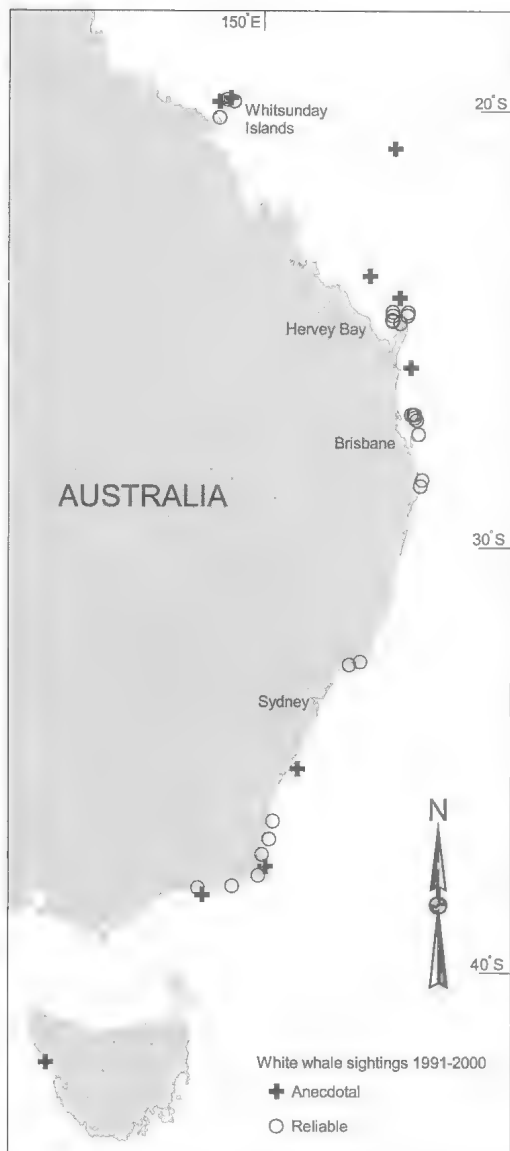 150°E
20°S
Whitsunday
Islands
Hervey Bay
Brisbane
AUSTRALIA
30°S
Sydney
N
40°S
White whale sightings 1991-2000
Anecdotal
Reliable